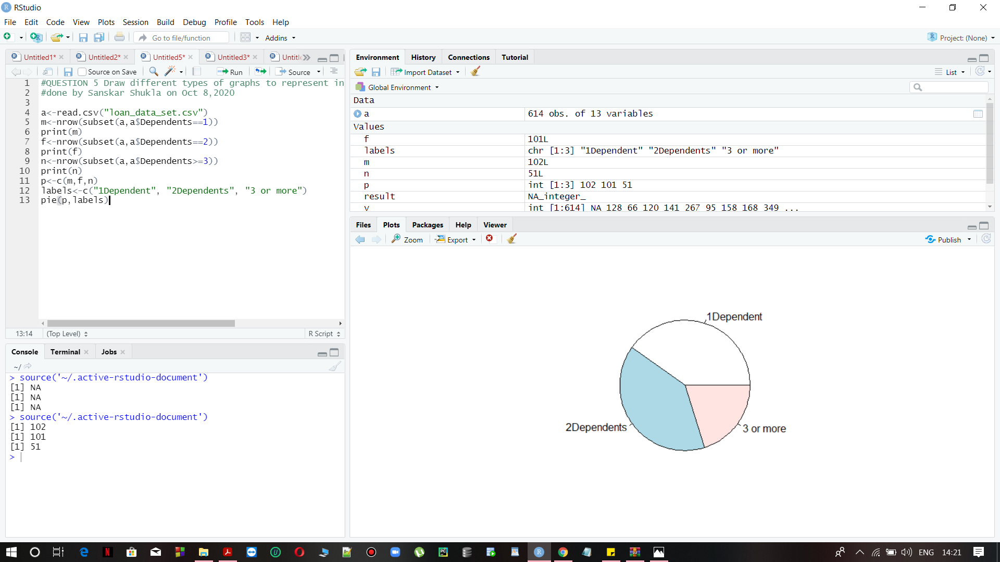 RStudio
File Edit Code View Plots Session Build Debug Profile Tools Help
Go to file/function Addins Project: (None)
Untitled1* Untitled2* Untitled5* Untitled3* Untitl
Source on Save Run Source
1 #QUESTION 5 Draw different types of graphs to represent in
2 #done by Sanskar Shukla on Oct 8,2020
3
4 a<-read.csv("loan_data_set.csv")
5 m<-nrow(subset(a,a$Dependents==1))
6 print(m)
7 f<-nrow(subset(a,a$Dependents==2))
8 print(f)
9 n<-nrow(subset(a,a$Dependents>=3))
10 print(n)
11 p<-c(m,f,n)
12 labels<-c("1Dependent", "2Dependents", "3 or more")
13 pie(p,labels)
13:14 (Top Level) R Script
Console Terminal Jobs
~/
> source('~/.active-rstudio-document')
[1] NA
[1] NA
[1] NA
> source('~/.active-rstudio-document')
[1] 102
[1] 101
[1] 51
>
Environment History Connections Tutorial
Import Dataset List
Global Environment
Data
a 614 obs. of 13 variables
Values
f 101L
labels chr [1:3] "1Dependent" "2Dependents" "3 or more"
m 102L
n 51L
p int [1:3] 102 101 51
result NA_integer_
v int [1:614] NA 128 66 120 141 267 95 158 168 349 ...
Files Plots Packages Help Viewer
Zoom Export Publish
1Dependent
2Dependents
3 or more
ENG 14:21